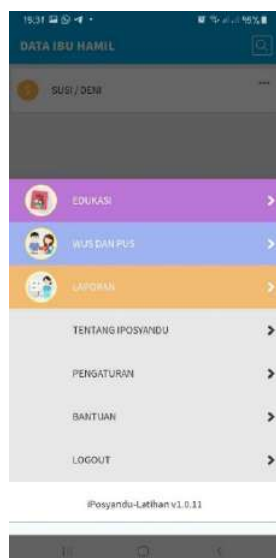 15:31
95%
DATA IBU HAMIL
SUSI / DENI
EDUKASI
WUS DAN PUS
LAPORAN
TENTANG IPOSYANDU
PENGATURAN
BANTUAN
LOGOUT
iPosyandu-Latihan v1.0.11